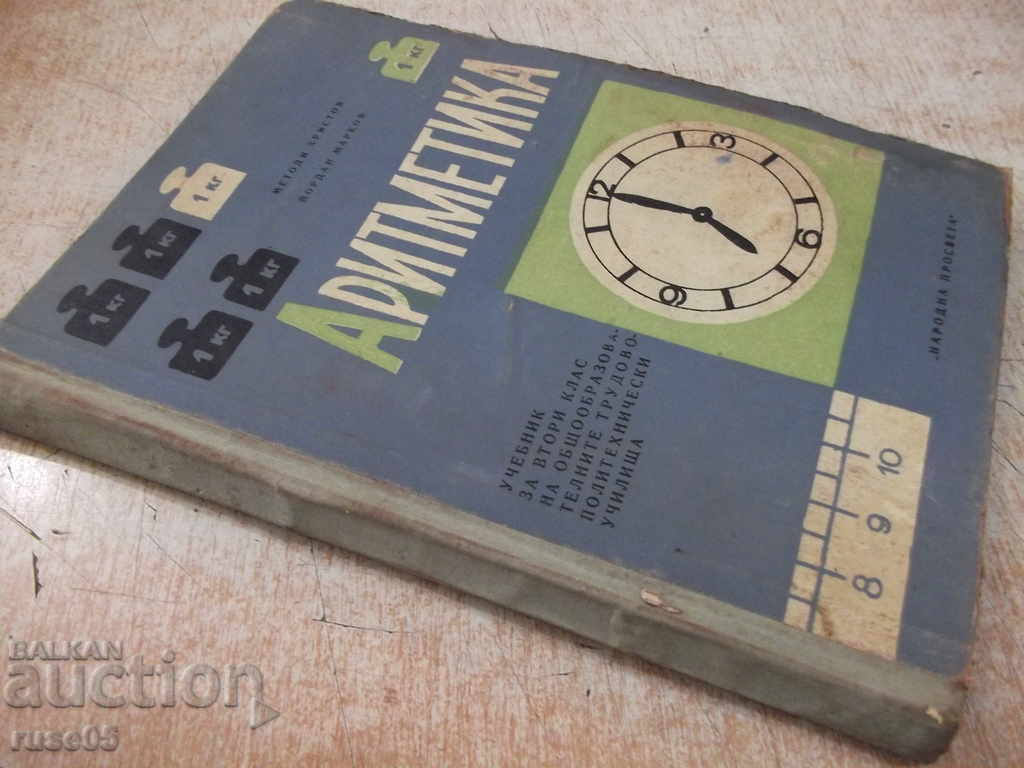 МЕТОДИ ХРИСТОВ
ЙОРДАН МАРКОВ
1 КГ
1 КГ
1 КГ
1 КГ
1 КГ
1 КГ
АРИТМЕТИКА
12
3
6
9
УЧЕБНИК
ЗА ВТОРИ КЛАС
НА ОБЩООБРАЗОВА-
ТЕЛНИТЕ ТРУДОВО-
ПОЛИТЕХНИЧЕСКИ
УЧИЛИЩА
8 9 10
„НАРОДНА ПРОСВЕТА“
BALKAN
auction
ruse05